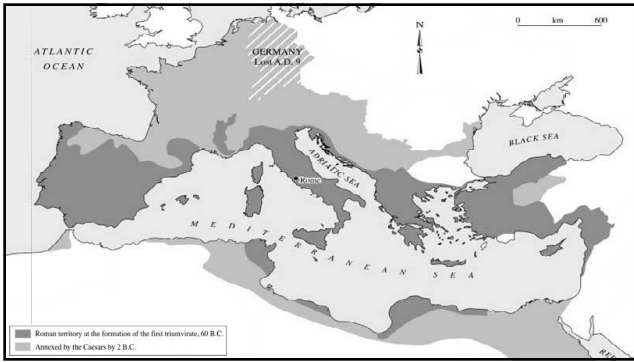 N
S
0 km 600
ATLANTIC
OCEAN
GERMANY
Lost A.D. 9
BLACK SEA
ADRIATIC SEA
Rome
MEDITERRANEAN SEA
Roman territory at the formation of the first triumvirate, 60 B.C.
Annexed by the Caesars by 2 B.C.